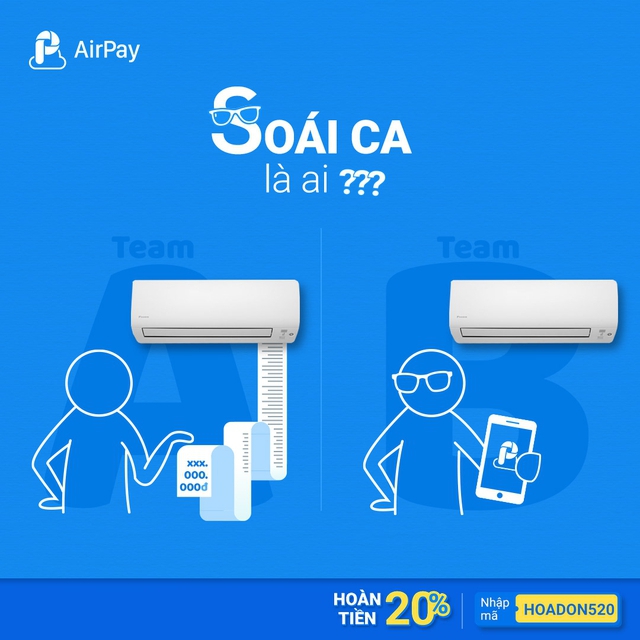 AirPay
SOÁI CA
là ai ???
Team
A
Team
B
xxx.
000.
000đ
HOÀN
TIỀN
20%
Nhập
mã
HOADON520